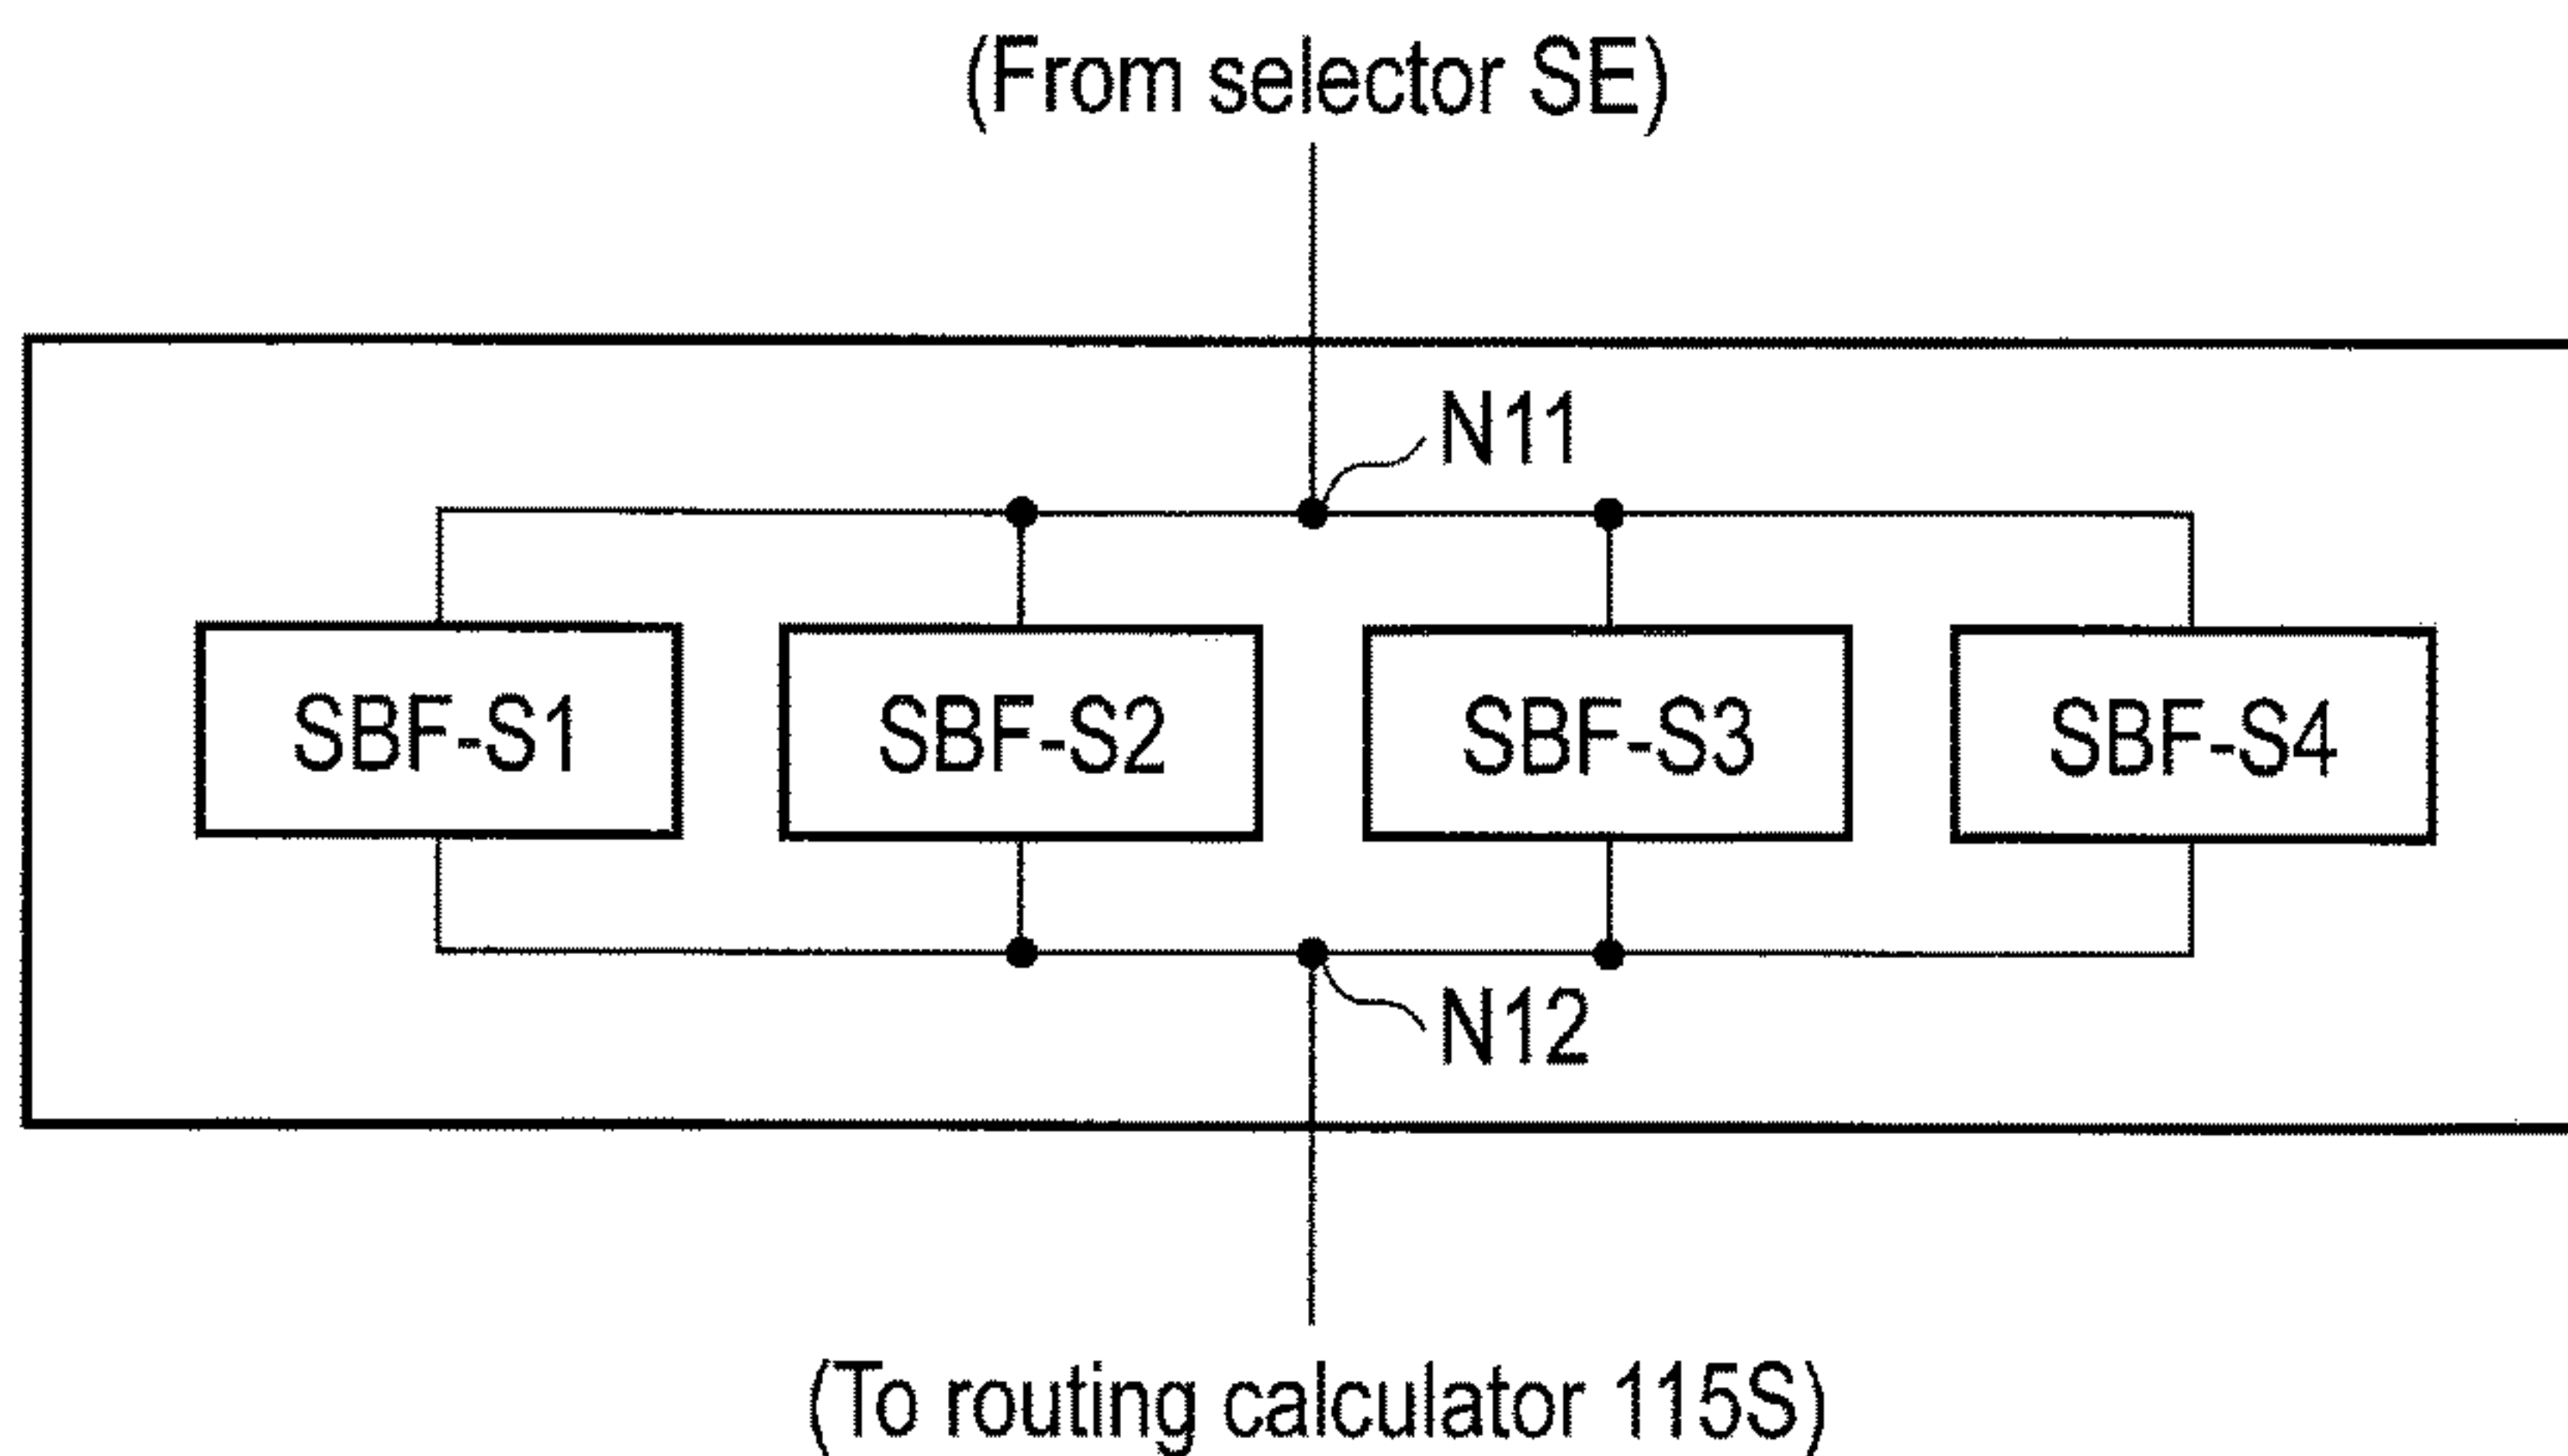 (From selector SE)
N11
SBF-S1 SBF-S2 SBF-S3 SBF-S4
N12
(To routing calculator 115S)